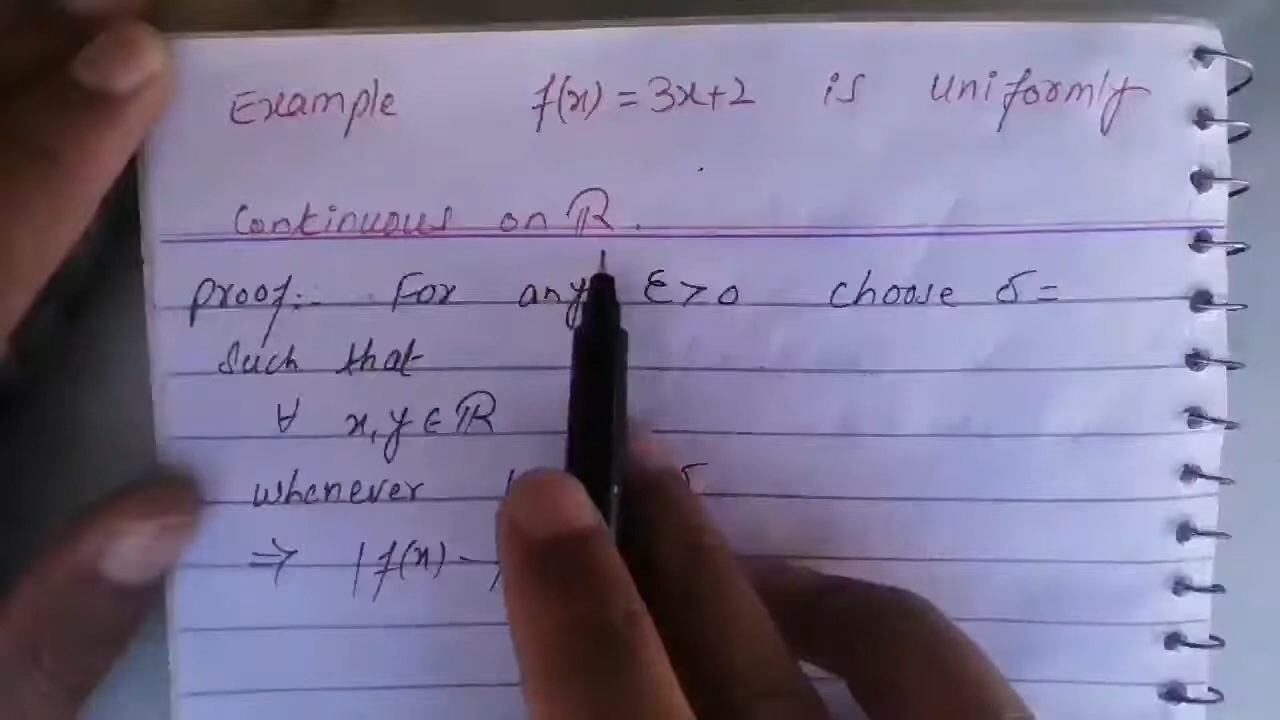 Example f(x) = 3x+2 is uniformly
continuous on ℝ.
proof:- For any ε>0 choose δ=
such that
∀ x,y ∈ ℝ
whenever | δ
⇒ |f(x) -